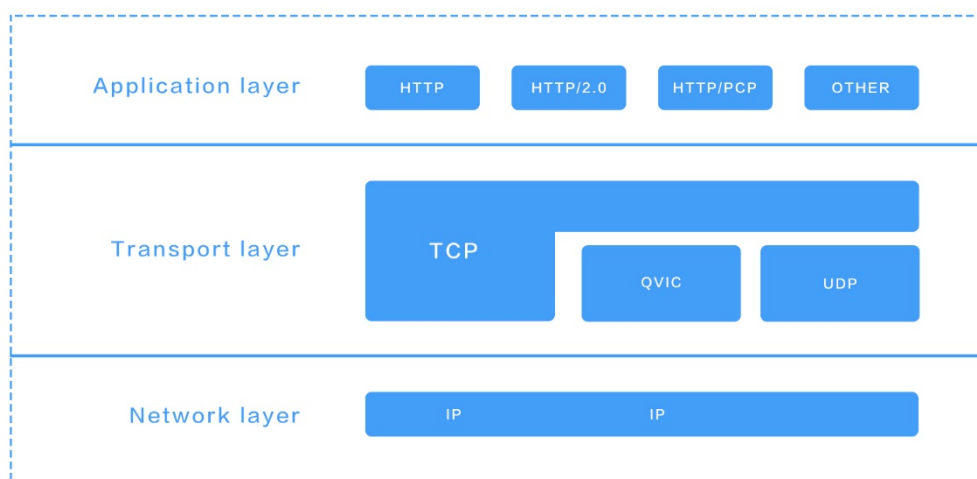 Application layer
HTTP
HTTP/2.0
HTTP/PCP
OTHER
Transport layer
TCP
QVIC
UDP
Network layer
IP
IP